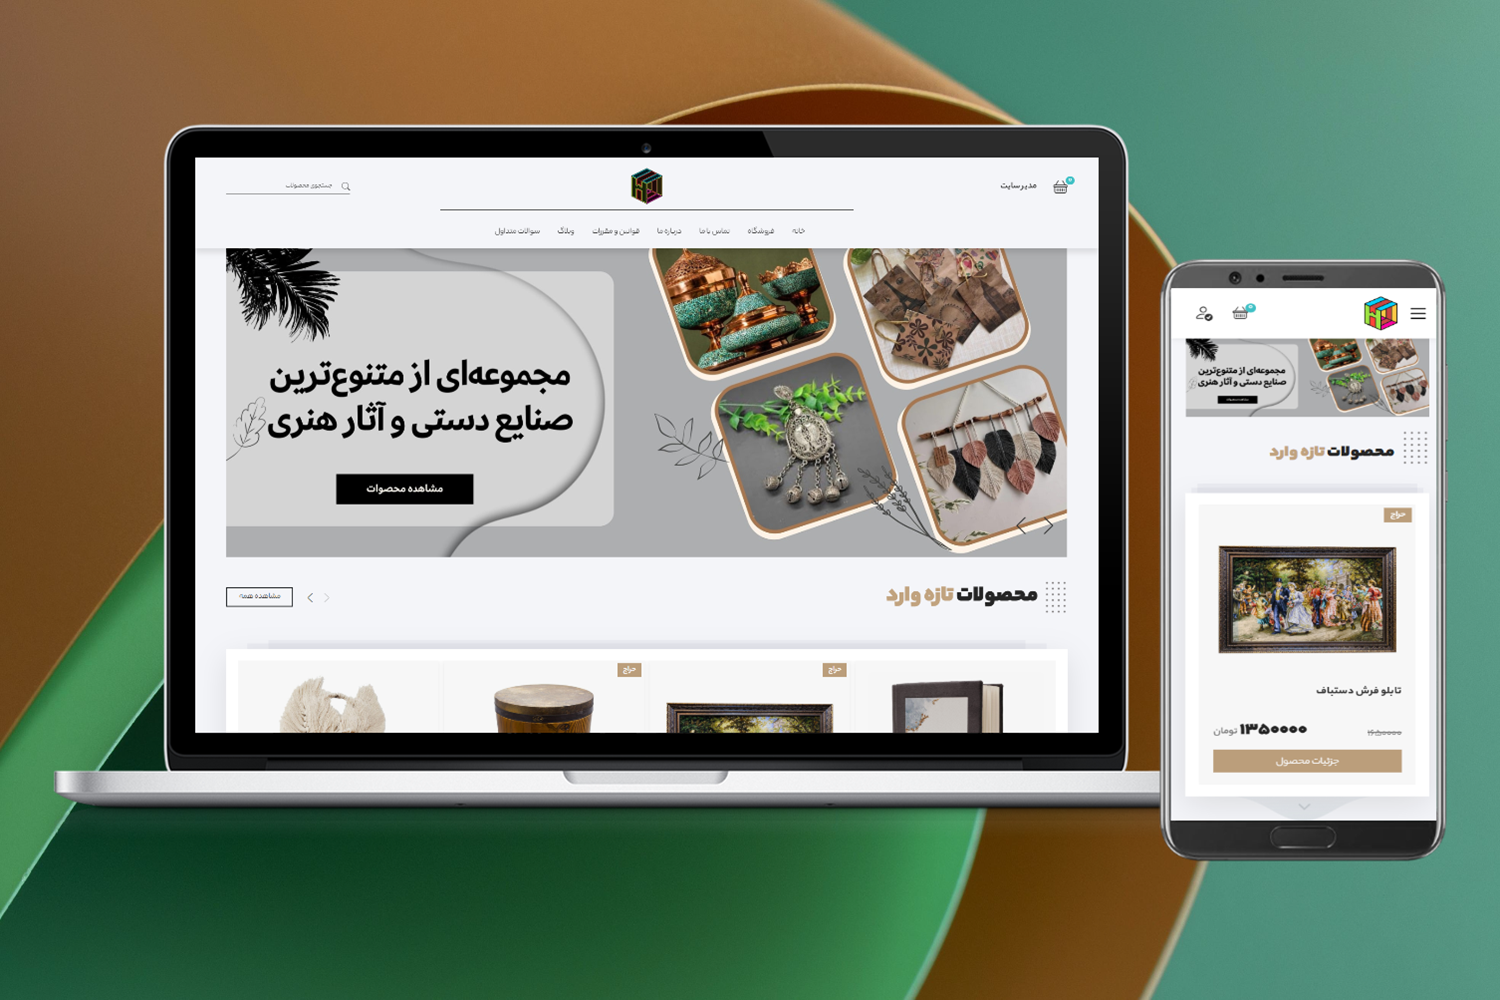 مدیر سایت
جستجوی محصولات
خانه
فروشگاه
تماس با ما
درباره ما
قوانین و مقررات
وبلاگ
سوالات متداول
مجموعه‌ای از متنوع‌ترین
صنایع دستی و آثار هنری
مشاهده محصوات
محصولات تازه وارد
مشاهده همه
حراج
حراج
مجموعه‌ای از متنوع‌ترین
صنایع دستی و آثار هنری
محصولات تازه وارد
حراج
تابلو فرش دستباف
۱۳۵۰۰۰۰ تومان
جزئیات محصول